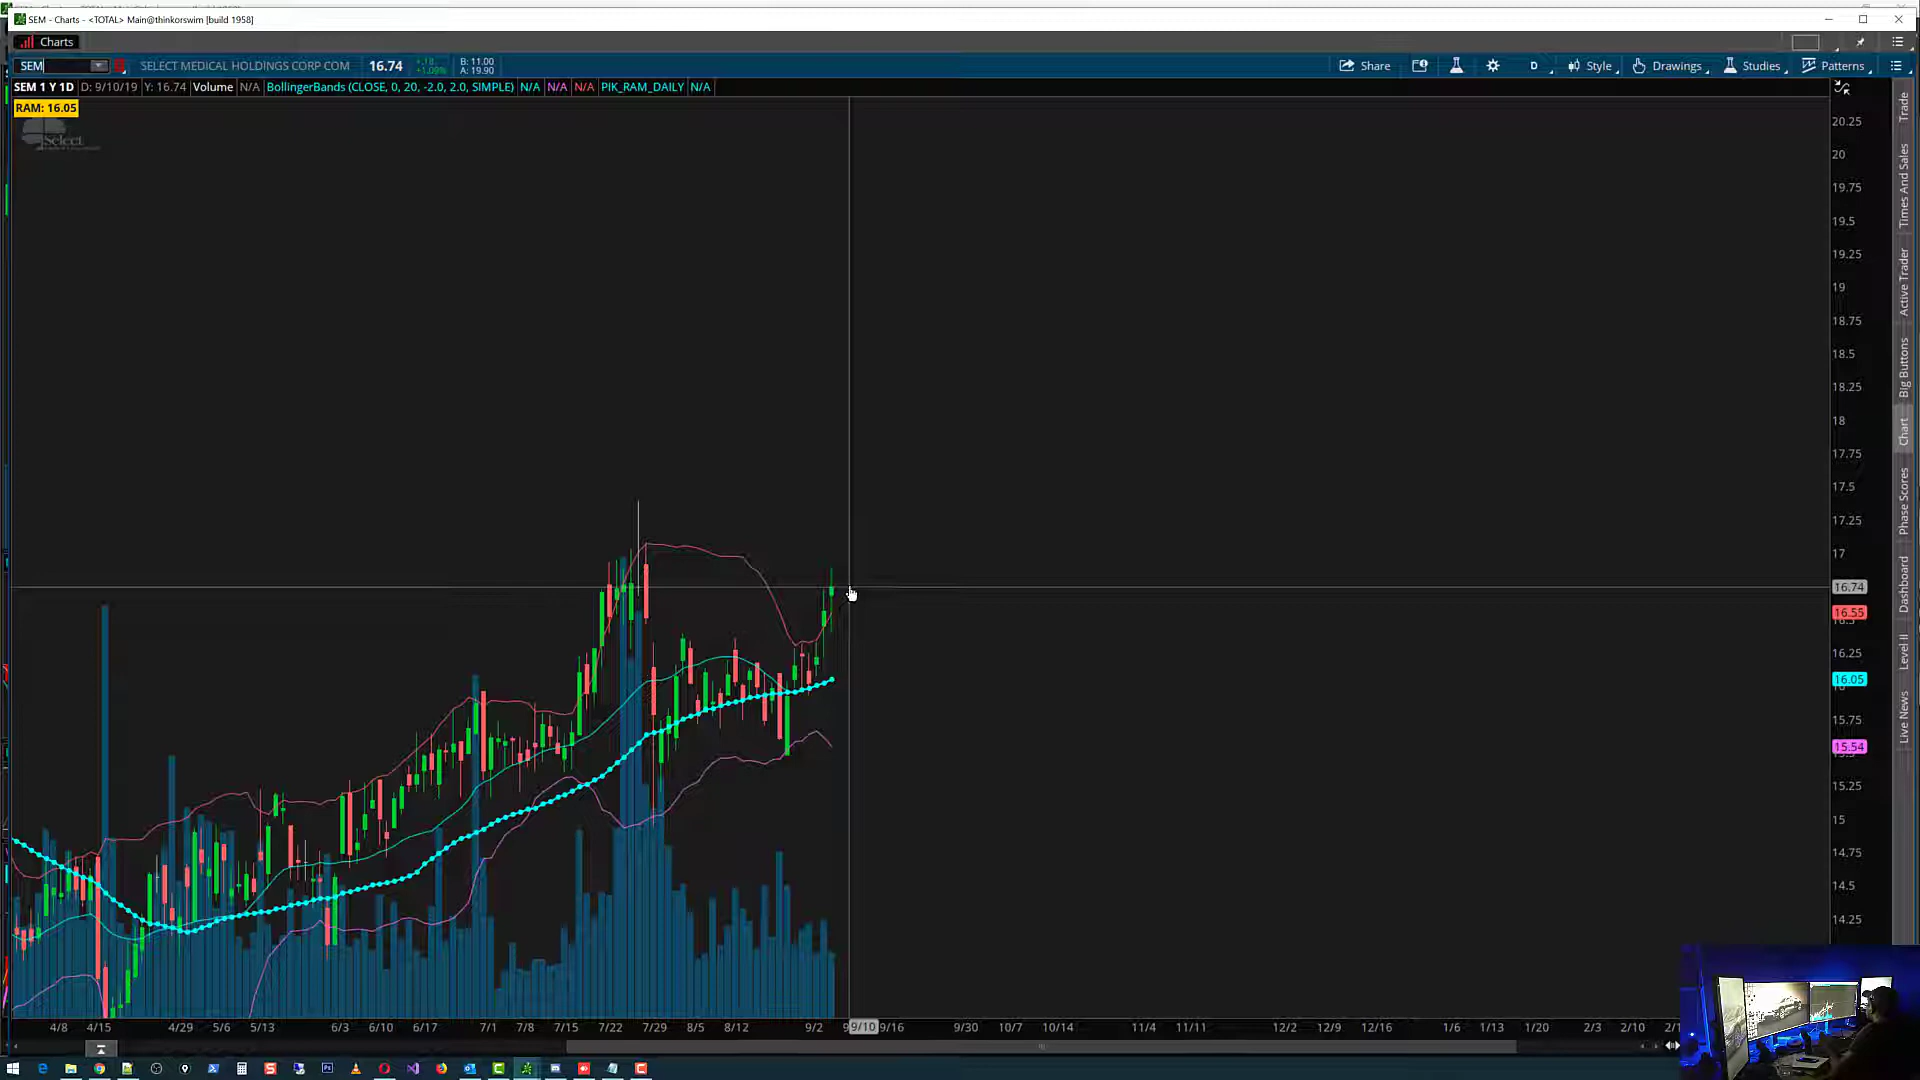 SEM - Charts - <TOTAL> Main@thinkorswim [build 1958]
Charts
SEM SELECT MEDICAL HOLDINGS CORP COM 16.74 +.18 +1.09% B: 11.00 A: 19.90 Share D Style Drawings Studies Patterns
SEM 1 Y 1D D: 9/10/19 Y: 16.74 Volume N/A BollingerBands (CLOSE, 0, 20, -2.0, 2.0, SIMPLE) N/A N/A N/A PIK_RAM_DAILY N/A
RAM: 16.05
Select
20.25
20
19.75
19.5
19.25
19
18.75
18.5
18.25
18
17.75
17.5
17.25
17
16.74
16.55
16.25
16.05
15.75
15.54
15.25
15
14.75
14.5
14.25
4/8 4/15 4/29 5/6 5/13 6/3 6/10 6/17 7/1 7/8 7/15 7/22 7/29 8/5 8/12 9/2 9/10 9/16 9/30 10/7 10/14 11/4 11/11 12/2 12/9 12/16 1/6 1/13 1/20 2/3 2/10
Trade
Times And Sales
Active Trader
Big Buttons
Chart
Phase Scores
Dashboard
Level II
Live News